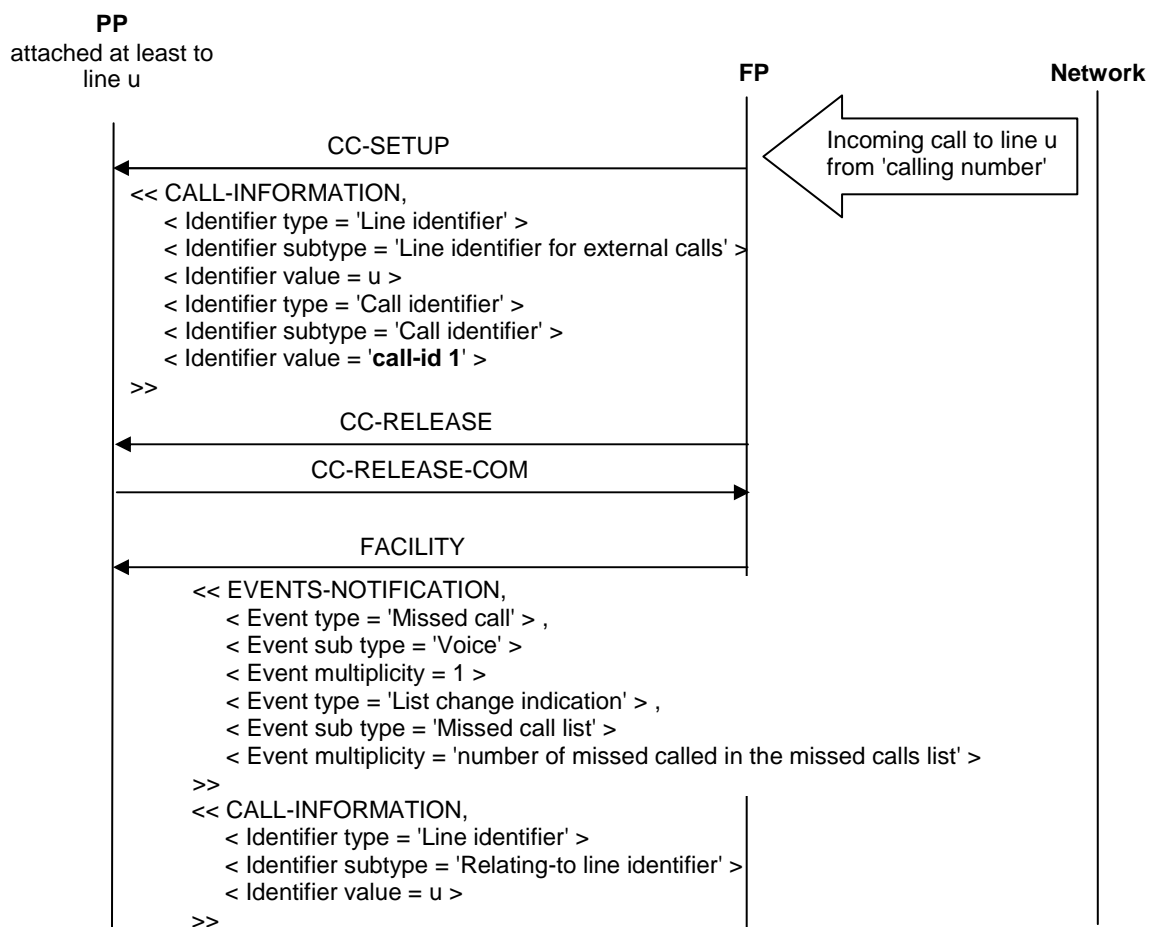 PP
attached at least to
line u
FP
Network
Incoming call to line u
from 'calling number'
CC-SETUP
<< CALL-INFORMATION,
< Identifier type = 'Line identifier' >
< Identifier subtype = 'Line identifier for external calls' >
< Identifier value = u >
< Identifier type = 'Call identifier' >
< Identifier subtype = 'Call identifier' >
< Identifier value = 'call-id 1' >
>>
CC-RELEASE
CC-RELEASE-COM
FACILITY
<< EVENTS-NOTIFICATION,
< Event type = 'Missed call' > ,
< Event sub type = 'Voice' >
< Event multiplicity = 1 >
< Event type = 'List change indication' > ,
< Event sub type = 'Missed call list' >
< Event multiplicity = 'number of missed called in the missed calls list' >
>>
<< CALL-INFORMATION,
< Identifier type = 'Line identifier' >
< Identifier subtype = 'Relating-to line identifier' >
< Identifier value = u >
>>